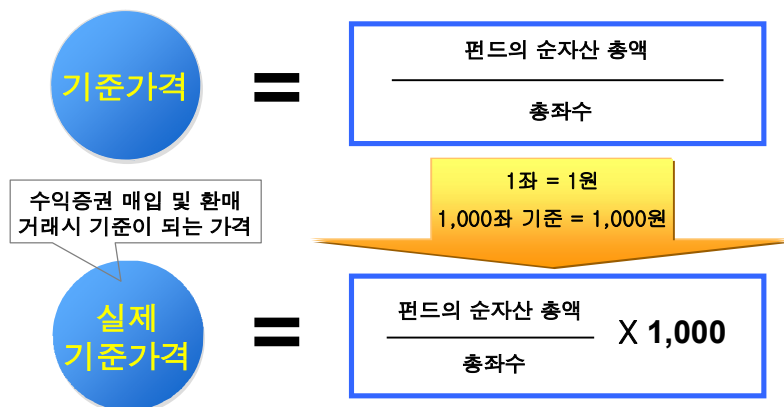 기준가격
=
펀드의 순자산 총액
총좌수
1좌 = 1원
1,000좌 기준 = 1,000원
수익증권 매입 및 환매
거래시 기준이 되는 가격
실제
기준가격
=
펀드의 순자산 총액
총좌수
X 1,000